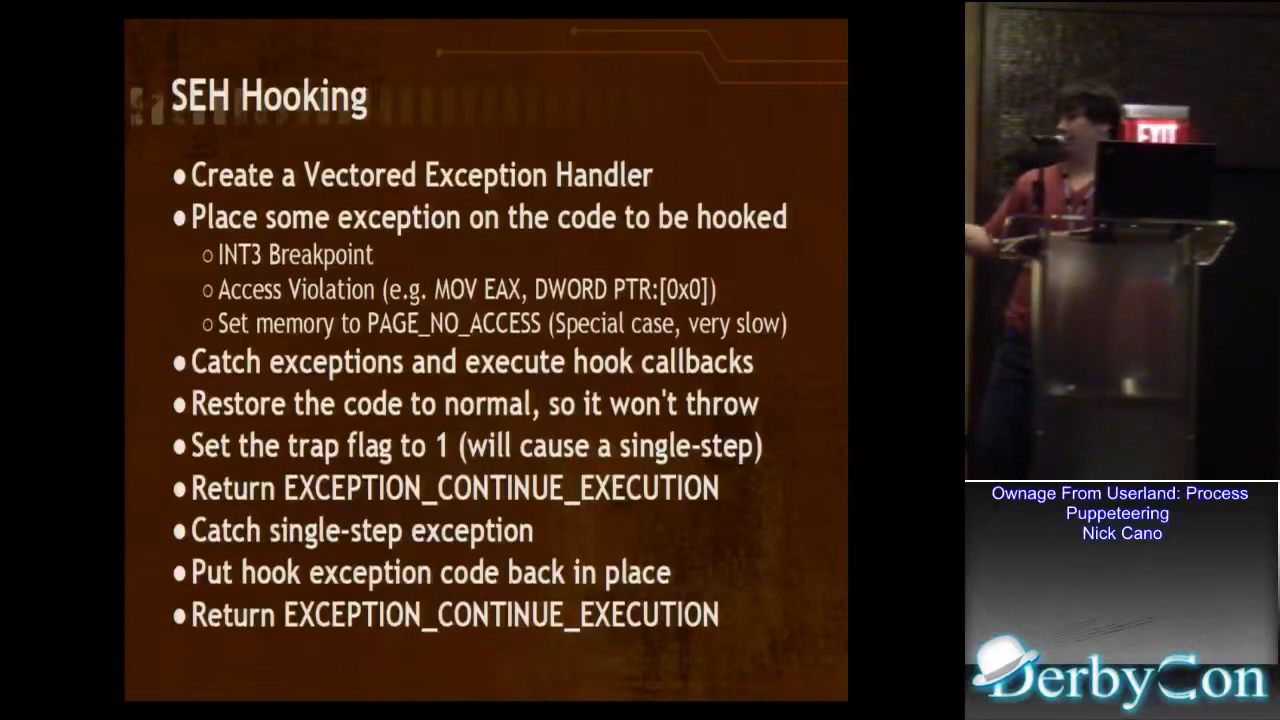 SEH Hooking
●Create a Vectored Exception Handler
●Place some exception on the code to be hooked
○INT3 Breakpoint
○Access Violation (e.g. MOV EAX, DWORD PTR:[0x0])
○Set memory to PAGE_NO_ACCESS (Special case, very slow)
●Catch exceptions and execute hook callbacks
●Restore the code to normal, so it won't throw
●Set the trap flag to 1 (will cause a single-step)
●Return EXCEPTION_CONTINUE_EXECUTION
●Catch single-step exception
●Put hook exception code back in place
●Return EXCEPTION_CONTINUE_EXECUTION
EXIT
Ownage From Userland: Process
Puppeteering
Nick Cano
DerbyCon